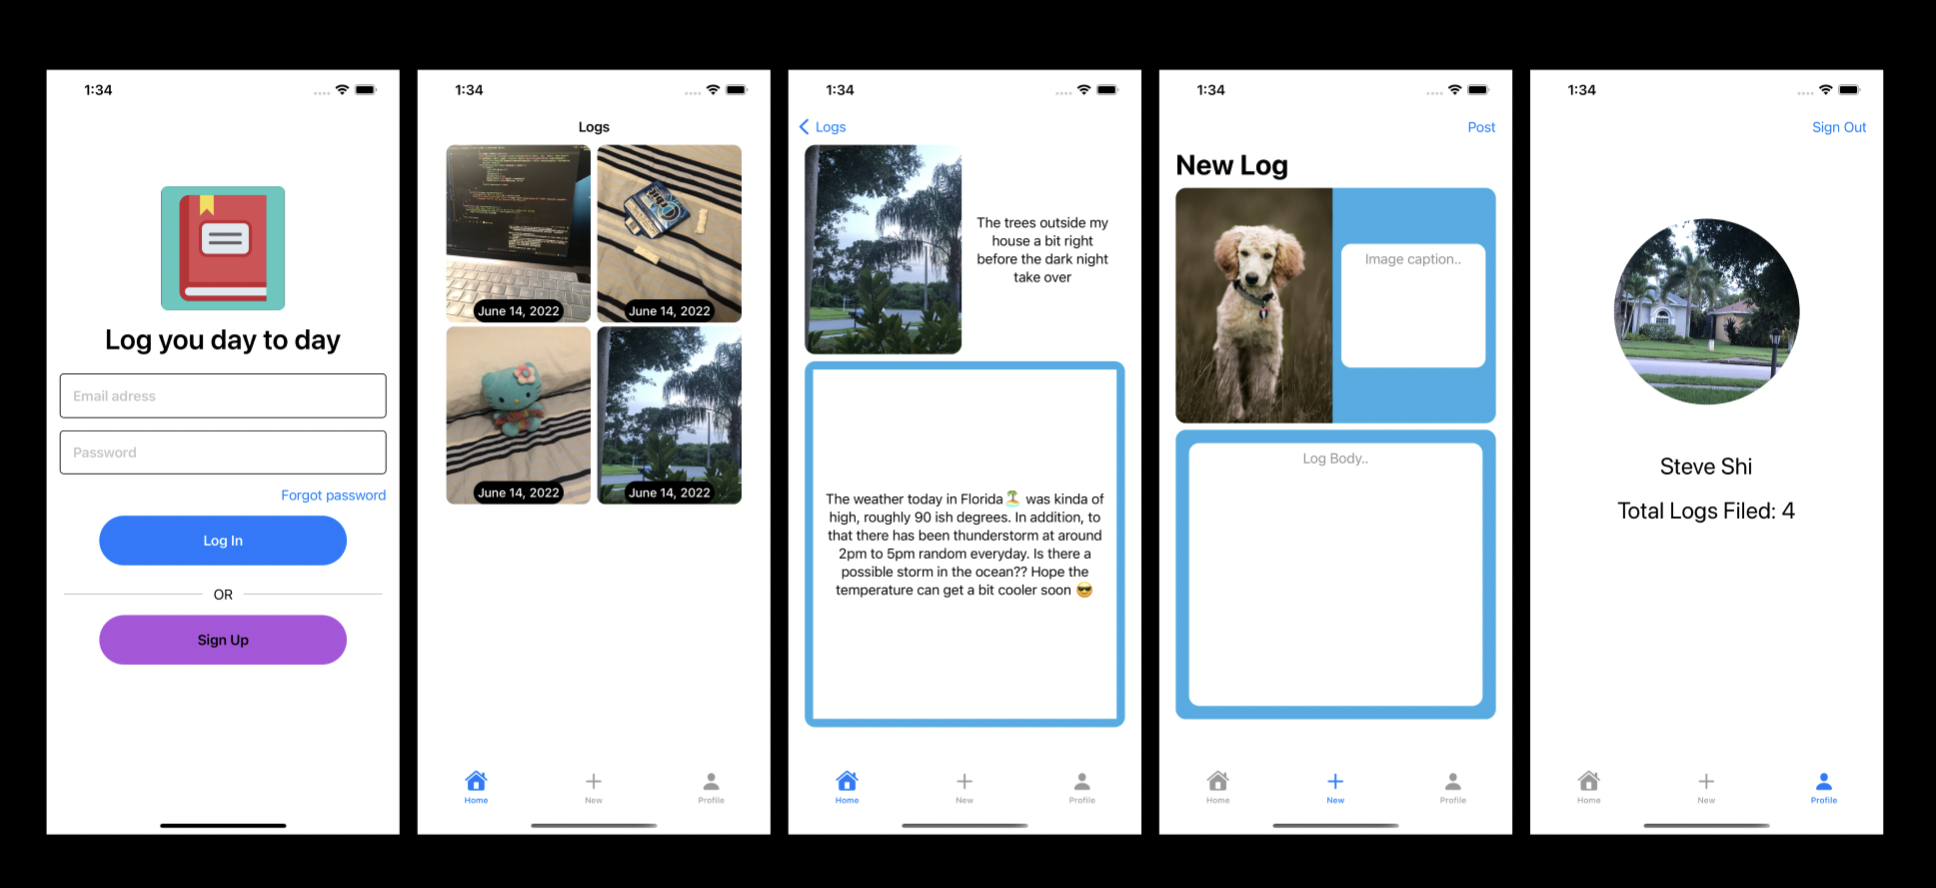 1:34
Log you day to day
Email adress
Password
Forgot password
Log In
OR
Sign Up
1:34
Logs
June 14, 2022
Orbit
June 14, 2022
June 14, 2022
June 14, 2022
Home
New
Profile
1:34
Logs
The trees outside my
house a bit right
before the dark night
take over
The weather today in Florida🏝️ was kinda of
high, roughly 90 ish degrees. In addition, to
that there has been thunderstorm at around
2pm to 5pm random everyday. Is there a
possible storm in the ocean?? Hope the
temperature can get a bit cooler soon 😎
Home
New
Profile
1:34
Post
New Log
Image caption..
Log Body..
Home
New
Profile
1:34
Sign Out
Steve Shi
Total Logs Filed: 4
Home
New
Profile